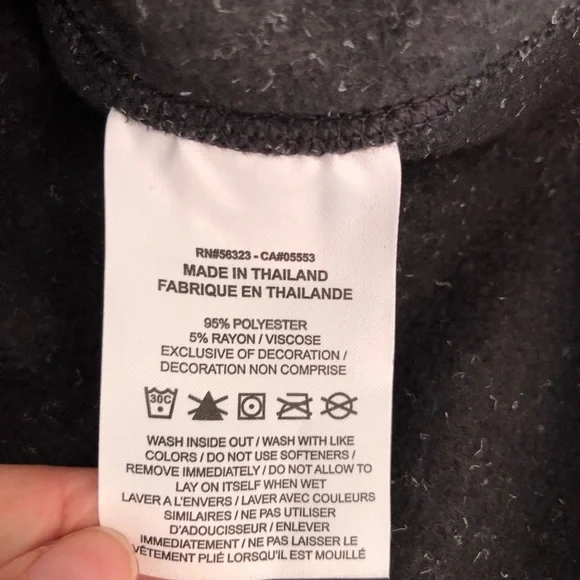 RN#56323 - CA#05553
MADE IN THAILAND
FABRIQUE EN THAILANDE
95% POLYESTER
5% RAYON / VISCOSE
EXCLUSIVE OF DECORATION /
DECORATION NON COMPRISE
30C
WASH INSIDE OUT / WASH WITH LIKE
COLORS / DO NOT USE SOFTENERS /
REMOVE IMMEDIATELY / DO NOT ALLOW TO
LAY ON ITSELF WHEN WET
LAVER A L'ENVERS / LAVER AVEC COULEURS
SIMILAIRES / NE PAS UTILISER
D'ADOUCISSEUR / ENLEVER
IMMEDIATEMENT / NE PAS LAISSER LE
VÊTEMENT PLIÉ LORSQU'IL EST MOUILLÉ